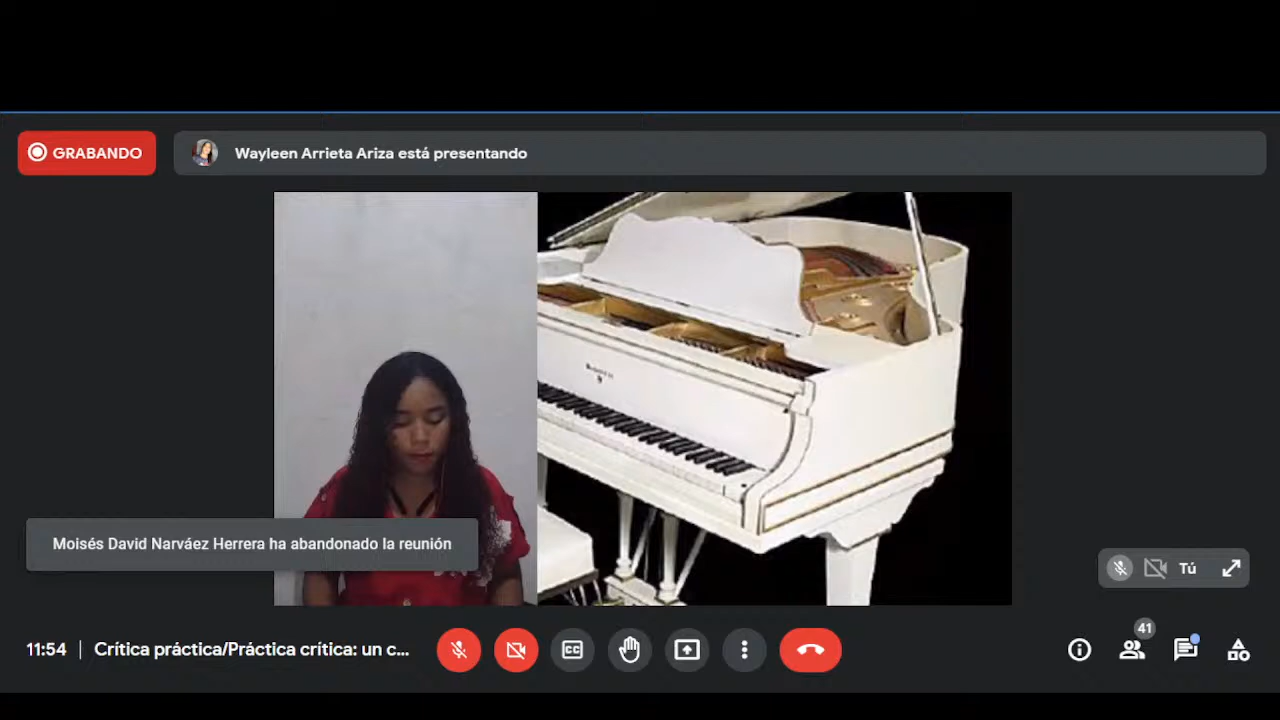 GRABANDO
Wayleen Arrieta Ariza está presentando
Moisés David Narváez Herrera ha abandonado la reunión
Tú
41
11:54 | Crítica práctica/Práctica crítica: un c...
CC